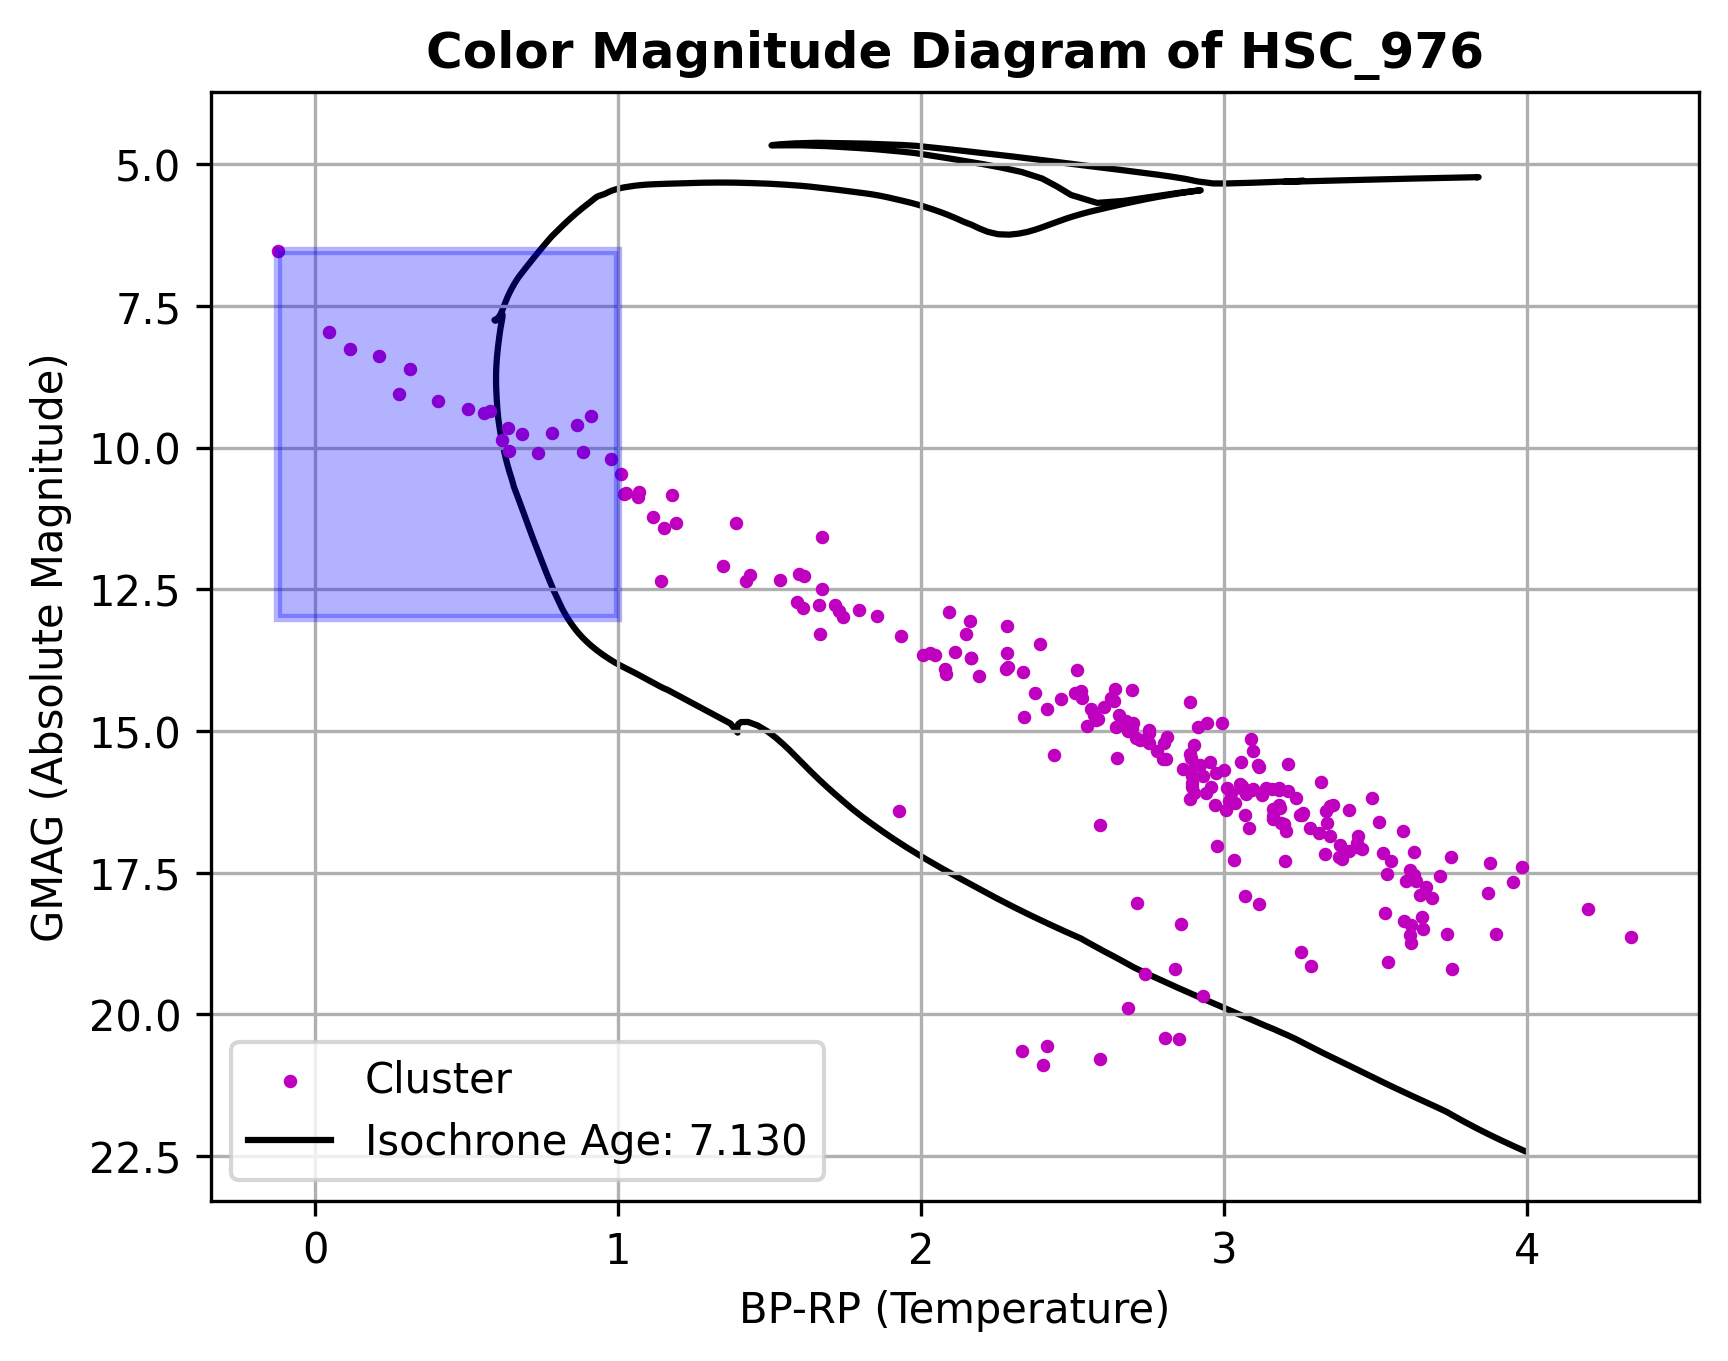 Color Magnitude Diagram of HSC_976
GMAG (Absolute Magnitude)
5.0
7.5
10.0
12.5
15.0
17.5
20.0
22.5
Cluster
Isochrone Age: 7.130
0 1 2 3 4
BP-RP (Temperature)